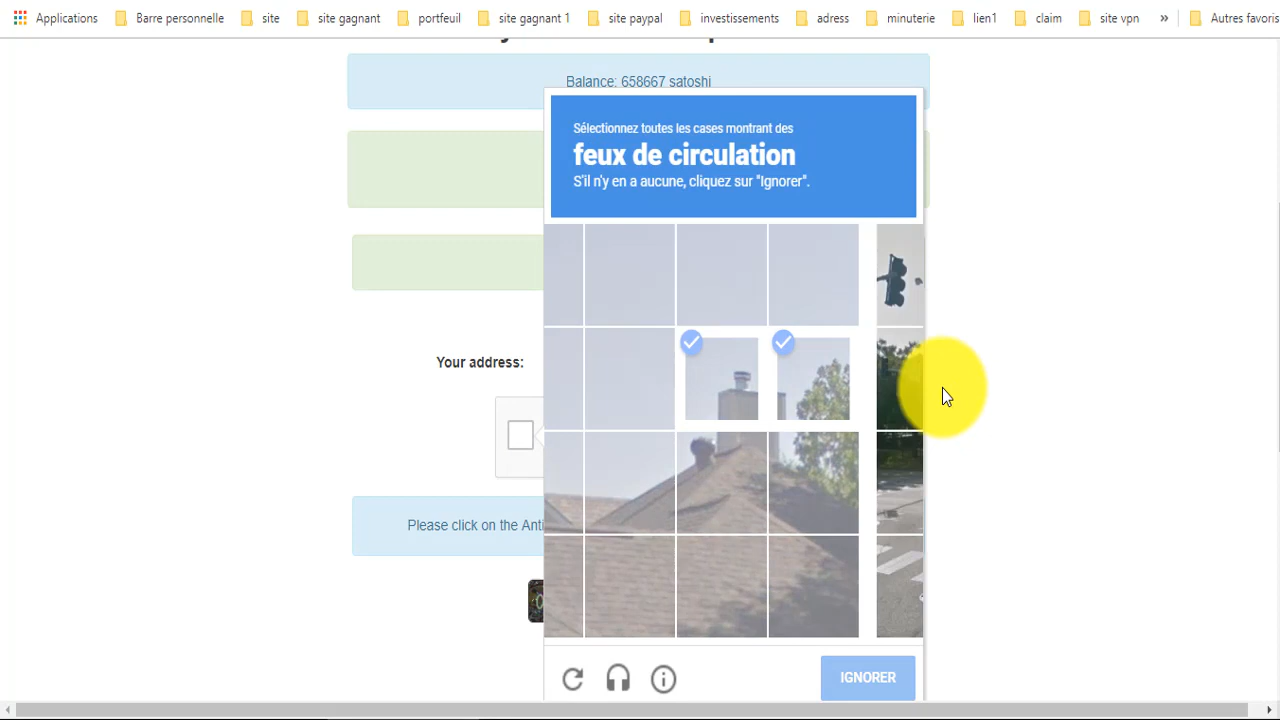 Applications
Barre personnelle
site
site gagnant
portfeuil
site gagnant 1
site paypal
investissements
adress
minuterie
lien1
claim
site vpn
»
Autres favoris
Balance: 658667 satoshi
Sélectionnez toutes les cases montrant des
feux de circulation
S'il n'y en a aucune, cliquez sur "Ignorer".
Your address:
Please click on the Anti
IGNORER